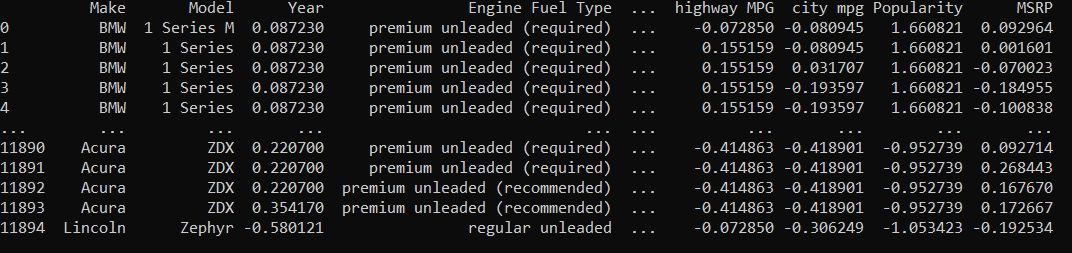 Make Model Year Engine Fuel Type ... highway MPG city mpg Popularity MSRP
0 BMW 1 Series M 0.087230 premium unleaded (required) ... -0.072850 -0.080945 1.660821 0.092964
1 BMW 1 Series 0.087230 premium unleaded (required) ... 0.155159 -0.080945 1.660821 0.001601
2 BMW 1 Series 0.087230 premium unleaded (required) ... 0.155159 0.031707 1.660821 -0.070023
3 BMW 1 Series 0.087230 premium unleaded (required) ... 0.155159 -0.193597 1.660821 -0.184955
4 BMW 1 Series 0.087230 premium unleaded (required) ... 0.155159 -0.193597 1.660821 -0.100838
... ... ... ... ... ... ... ... ... ...
11890 Acura ZDX 0.220700 premium unleaded (required) ... -0.414863 -0.418901 -0.952739 0.092714
11891 Acura ZDX 0.220700 premium unleaded (required) ... -0.414863 -0.418901 -0.952739 0.268443
11892 Acura ZDX 0.220700 premium unleaded (recommended) ... -0.414863 -0.418901 -0.952739 0.167670
11893 Acura ZDX 0.354170 premium unleaded (recommended) ... -0.414863 -0.418901 -0.952739 0.172667
11894 Lincoln Zephyr -0.580121 regular unleaded ... -0.072850 -0.306249 -1.053423 -0.192534